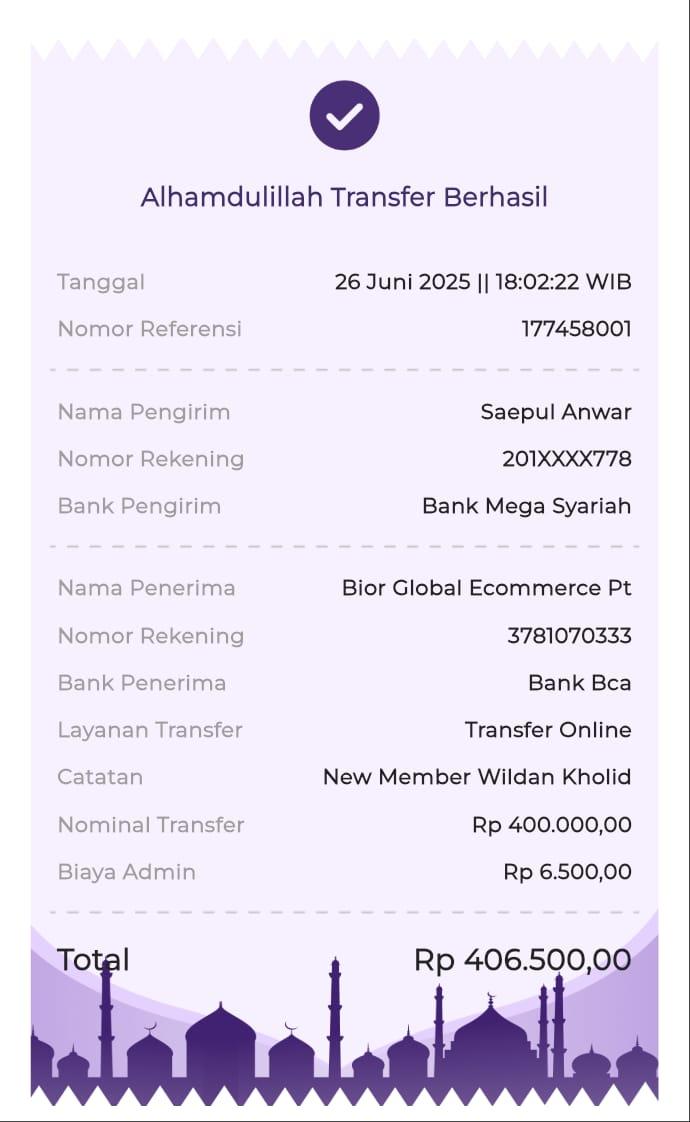 Alhamdulillah Transfer Berhasil
Tanggal 26 Juni 2025 || 18:02:22 WIB
Nomor Referensi 177458001
Nama Pengirim Saepul Anwar
Nomor Rekening 201XXXX778
Bank Pengirim Bank Mega Syariah
Nama Penerima Bior Global Ecommerce Pt
Nomor Rekening 3781070333
Bank Penerima Bank Bca
Layanan Transfer Transfer Online
Catatan New Member Wildan Kholid
Nominal Transfer Rp 400.000,00
Biaya Admin Rp 6.500,00
Total Rp 406.500,00